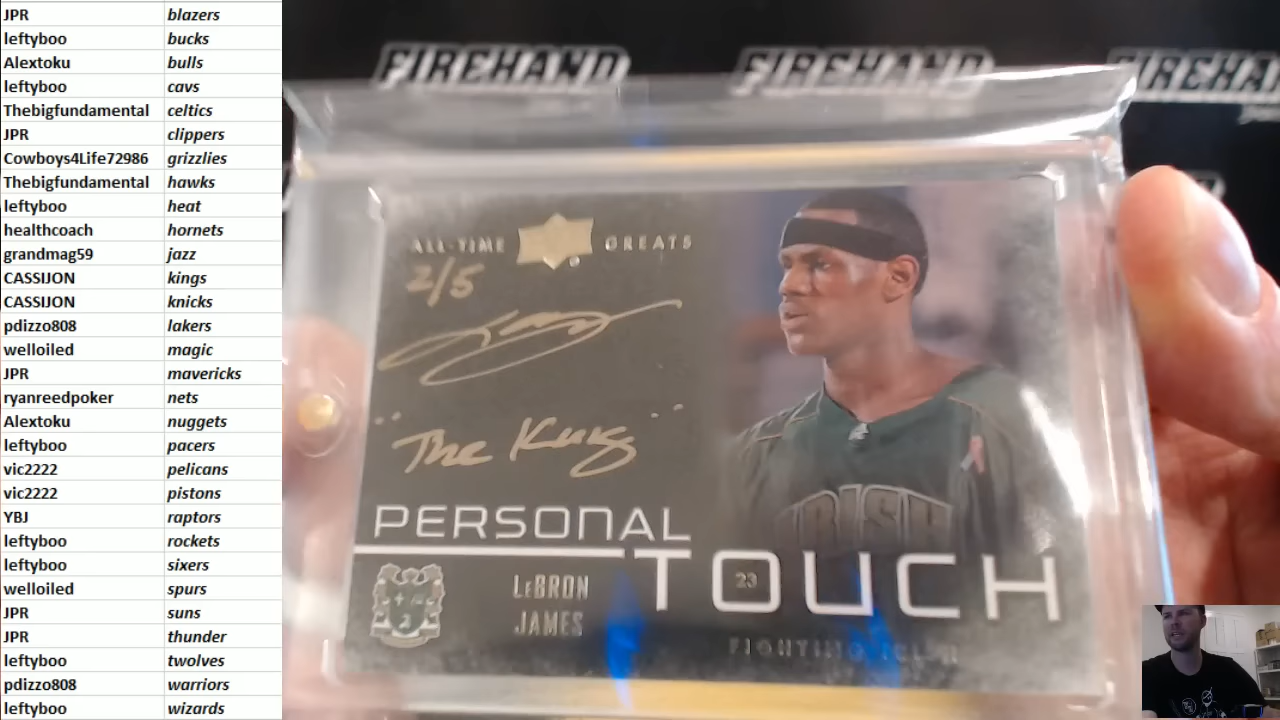 JPR blazers
leftyboo bucks
Alextoku bulls
leftyboo cavs
Thebigfundamental celtics
JPR clippers
Cowboys4Life72986 grizzlies
Thebigfundamental hawks
leftyboo heat
healthcoach hornets
grandmag59 jazz
CASSIJON kings
CASSIJON knicks
pdizzo808 lakers
welloiled magic
JPR mavericks
ryanreedpoker nets
Alextoku nuggets
leftyboo pacers
vic2222 pelicans
vic2222 pistons
YBJ raptors
leftyboo rockets
leftyboo sixers
welloiled spurs
JPR suns
JPR thunder
leftyboo twolves
pdizzo808 warriors
leftyboo wizards
FIREHAND FIREHAND FIREHAND
ALL-TIME GREATS
2/5
"The King"
PERSONAL
TOUCH
23
LeBRON
JAMES
IRISH
FIGHTING